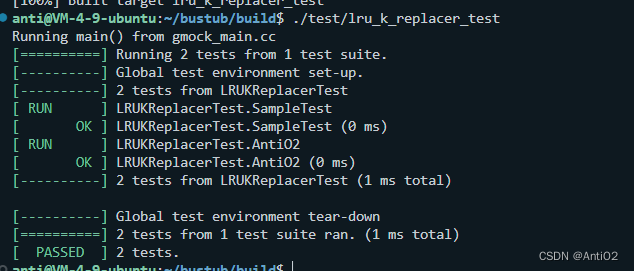 [100%] Built target lru_k_replacer_test
anti@VM-4-9-ubuntu:~/bustub/build$ ./test/lru_k_replacer_test
Running main() from gmock_main.cc
[==========] Running 2 tests from 1 test suite.
[----------] Global test environment set-up.
[----------] 2 tests from LRUKReplacerTest
[ RUN      ] LRUKReplacerTest.SampleTest
[       OK ] LRUKReplacerTest.SampleTest (0 ms)
[ RUN      ] LRUKReplacerTest.AntiO2
[       OK ] LRUKReplacerTest.AntiO2 (0 ms)
[----------] 2 tests from LRUKReplacerTest (1 ms total)
[----------] Global test environment tear-down
[==========] 2 tests from 1 test suite ran. (1 ms total)
[  PASSED  ] 2 tests.
anti@VM-4-9-ubuntu:~/bustub/build$
CSDN @AntiO2